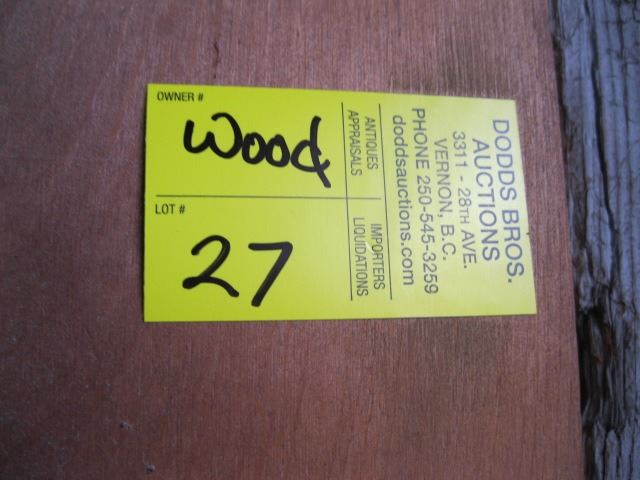 DODDS BROS.
AUCTIONS
3311 - 28TH AVE.
VERNON, B.C.
PHONE 250-545-3259
doddsauctions.com
ANTIQUES IMPORTERS
APPRAISALS LIQUIDATIONS
OWNER #
Wood
LOT #
27